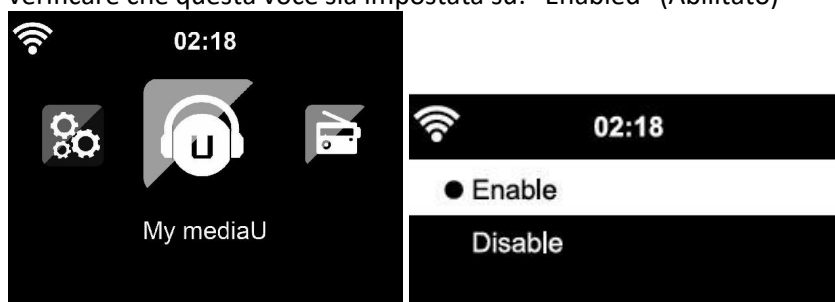 verificare che questa voce sia impostata su: "Enabled" (Abilitato)
02:18
U
My mediaU
02:18
Enable
Disable